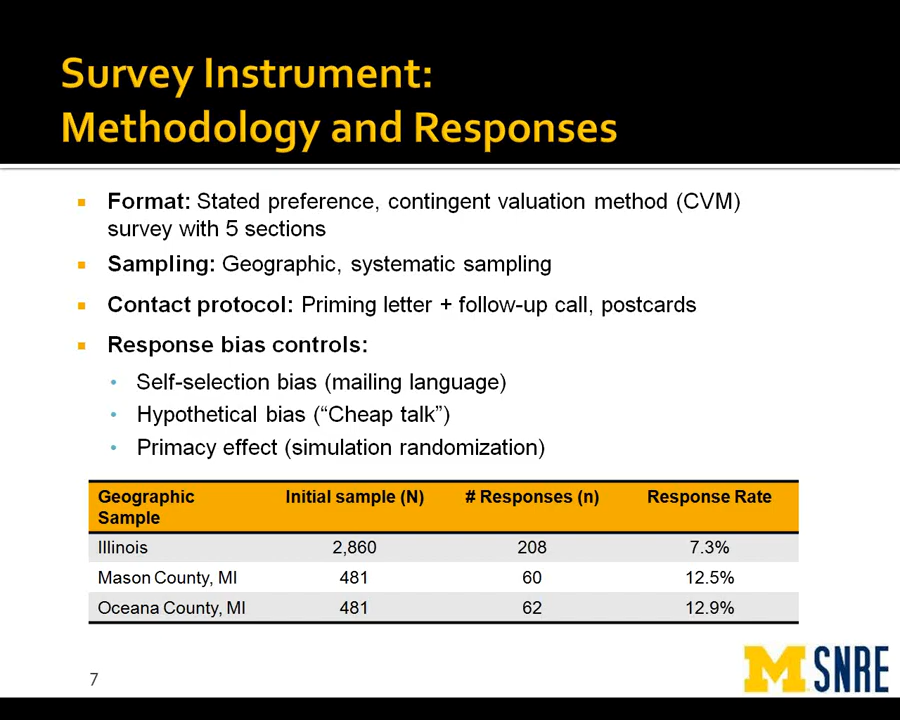 Survey Instrument:
Methodology and Responses
Format: Stated preference, contingent valuation method (CVM)
survey with 5 sections
Sampling: Geographic, systematic sampling
Contact protocol: Priming letter + follow-up call, postcards
Response bias controls:
Self-selection bias (mailing language)
Hypothetical bias (“Cheap talk”)
Primacy effect (simulation randomization)
Geographic Sample Initial sample (N) # Responses (n) Response Rate
Illinois 2,860 208 7.3%
Mason County, MI 481 60 12.5%
Oceana County, MI 481 62 12.9%
7
M SNRE